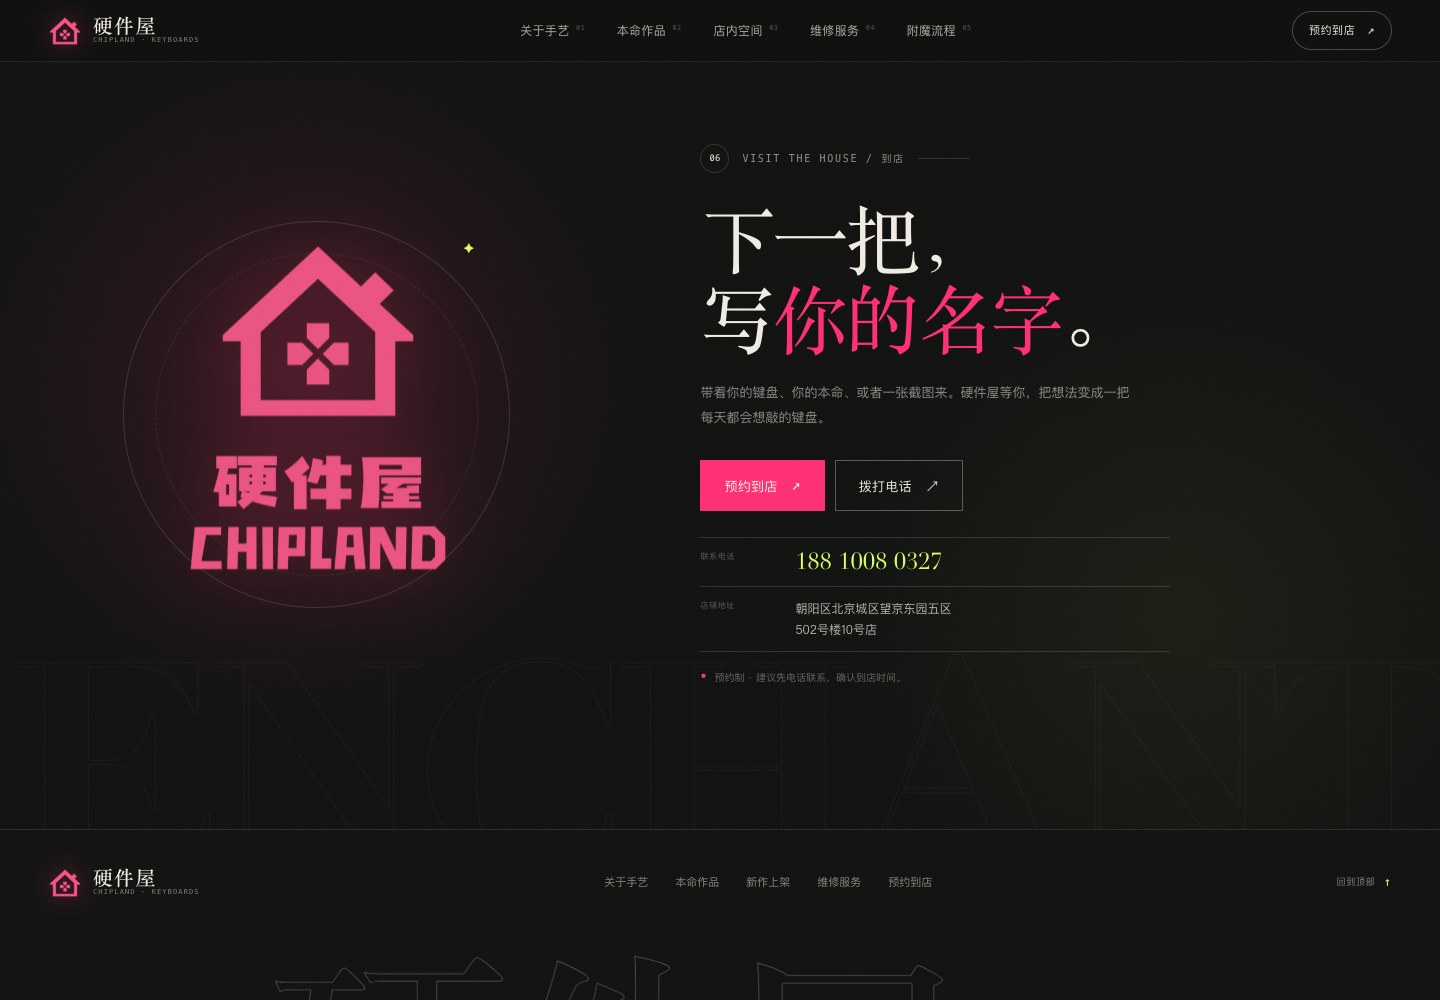 硬件屋
CHIPLAND · KEYBOARDS
关于手艺 01
本命作品 02
店内空间 03
维修服务 04
附魔流程 05
预约到店 ↗
06 VISIT THE HOUSE / 到店
下一把，
写你的名字。
带着你的键盘、你的本命、或者一张截图来。硬件屋等你，把想法变成一把
每天都会想敲的键盘。
预约到店 ↗
拨打电话 ↗
硬件屋
CHIPLAND
联系电话 188 1008 0327
店铺地址 朝阳区北京城区望京东园五区
502号楼10号店
预约制 · 建议先电话联系，确认到店时间。
ENCHANT
硬件屋
CHIPLAND · KEYBOARDS
关于手艺
本命作品
新作上架
维修服务
预约到店
回到顶部 ↑
硬件屋